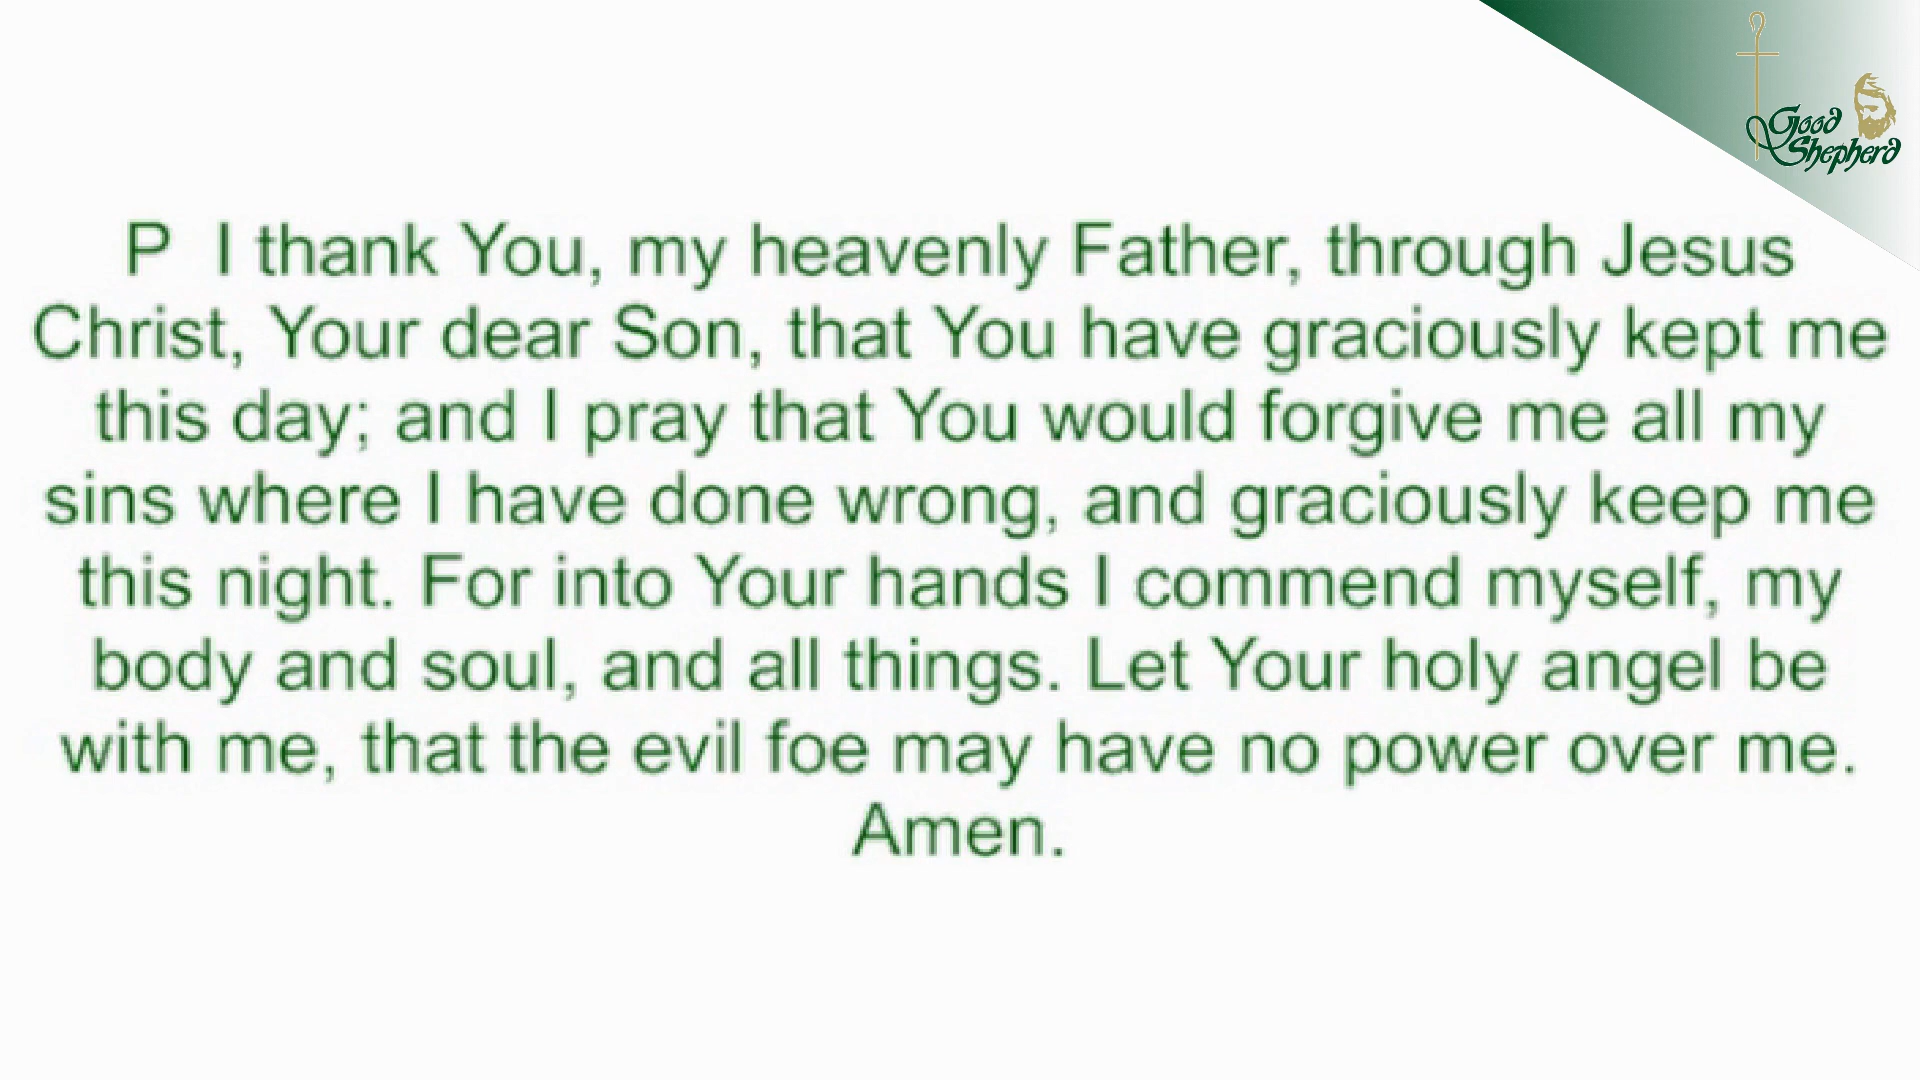 Good
Shepherd
P I thank You, my heavenly Father, through Jesus
Christ, Your dear Son, that You have graciously kept me
this day; and I pray that You would forgive me all my
sins where I have done wrong, and graciously keep me
this night. For into Your hands I commend myself, my
body and soul, and all things. Let Your holy angel be
with me, that the evil foe may have no power over me.
Amen.